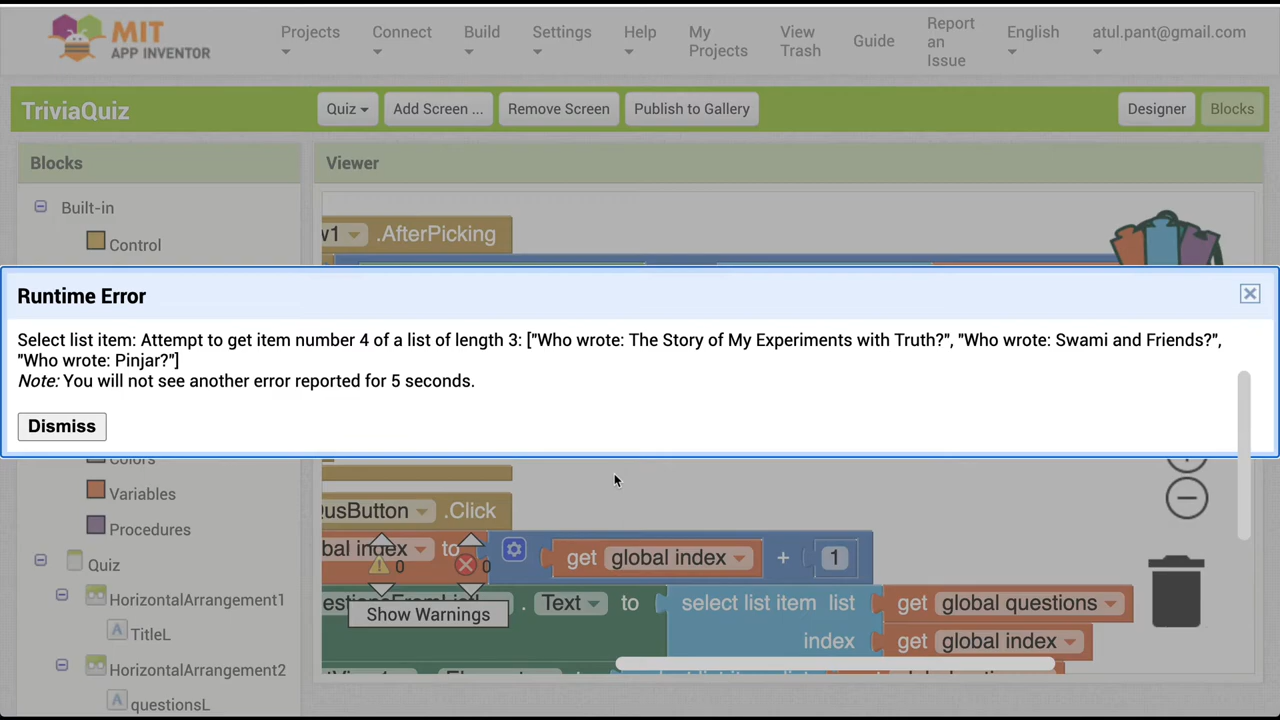 MIT
APP INVENTOR
Projects
Connect
Build
Settings
Help
My Projects
View Trash
Guide
Report an Issue
English
atul.pant@gmail.com
TriviaQuiz
Quiz
Add Screen ...
Remove Screen
Publish to Gallery
Designer
Blocks
Blocks
Viewer
Built-in
Control
w1 .AfterPicking
Runtime Error
Select list item: Attempt to get item number 4 of a list of length 3: ["Who wrote: The Story of My Experiments with Truth?", "Who wrote: Swami and Friends?",
"Who wrote: Pinjar?"]
Note: You will not see another error reported for 5 seconds.
Dismiss
Colors
Variables
Procedures
Quiz
HorizontalArrangement1
TitleL
HorizontalArrangement2
questionsL
usButton .Click
bal index to get global index + 1
0 0
Show Warnings
. Text to select list item list get global questions
index get global index